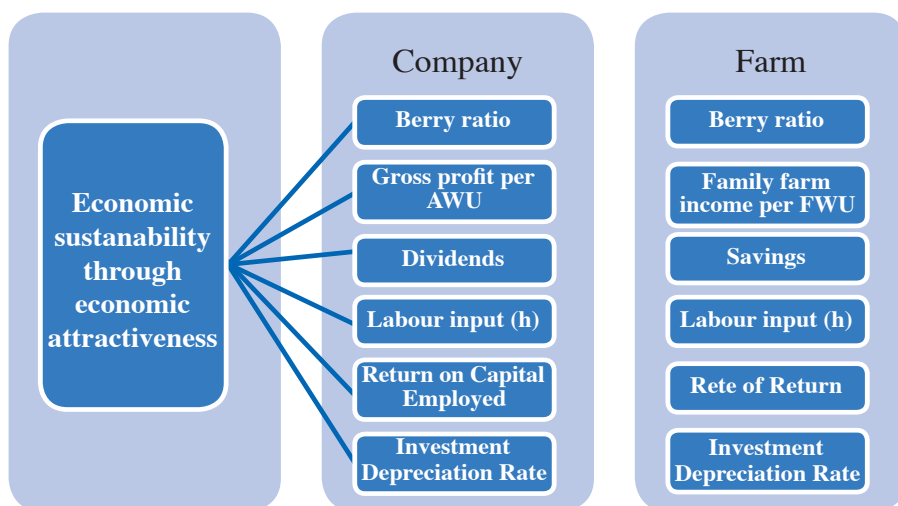 Economic
sustanability
through
economic
attractiveness
Company
Berry ratio
Gross profit per
AWU
Dividends
Labour input (h)
Return on Capital
Employed
Investment
Depreciation Rate
Farm
Berry ratio
Family farm
income per FWU
Savings
Labour input (h)
Rete of Return
Investment
Depreciation Rate